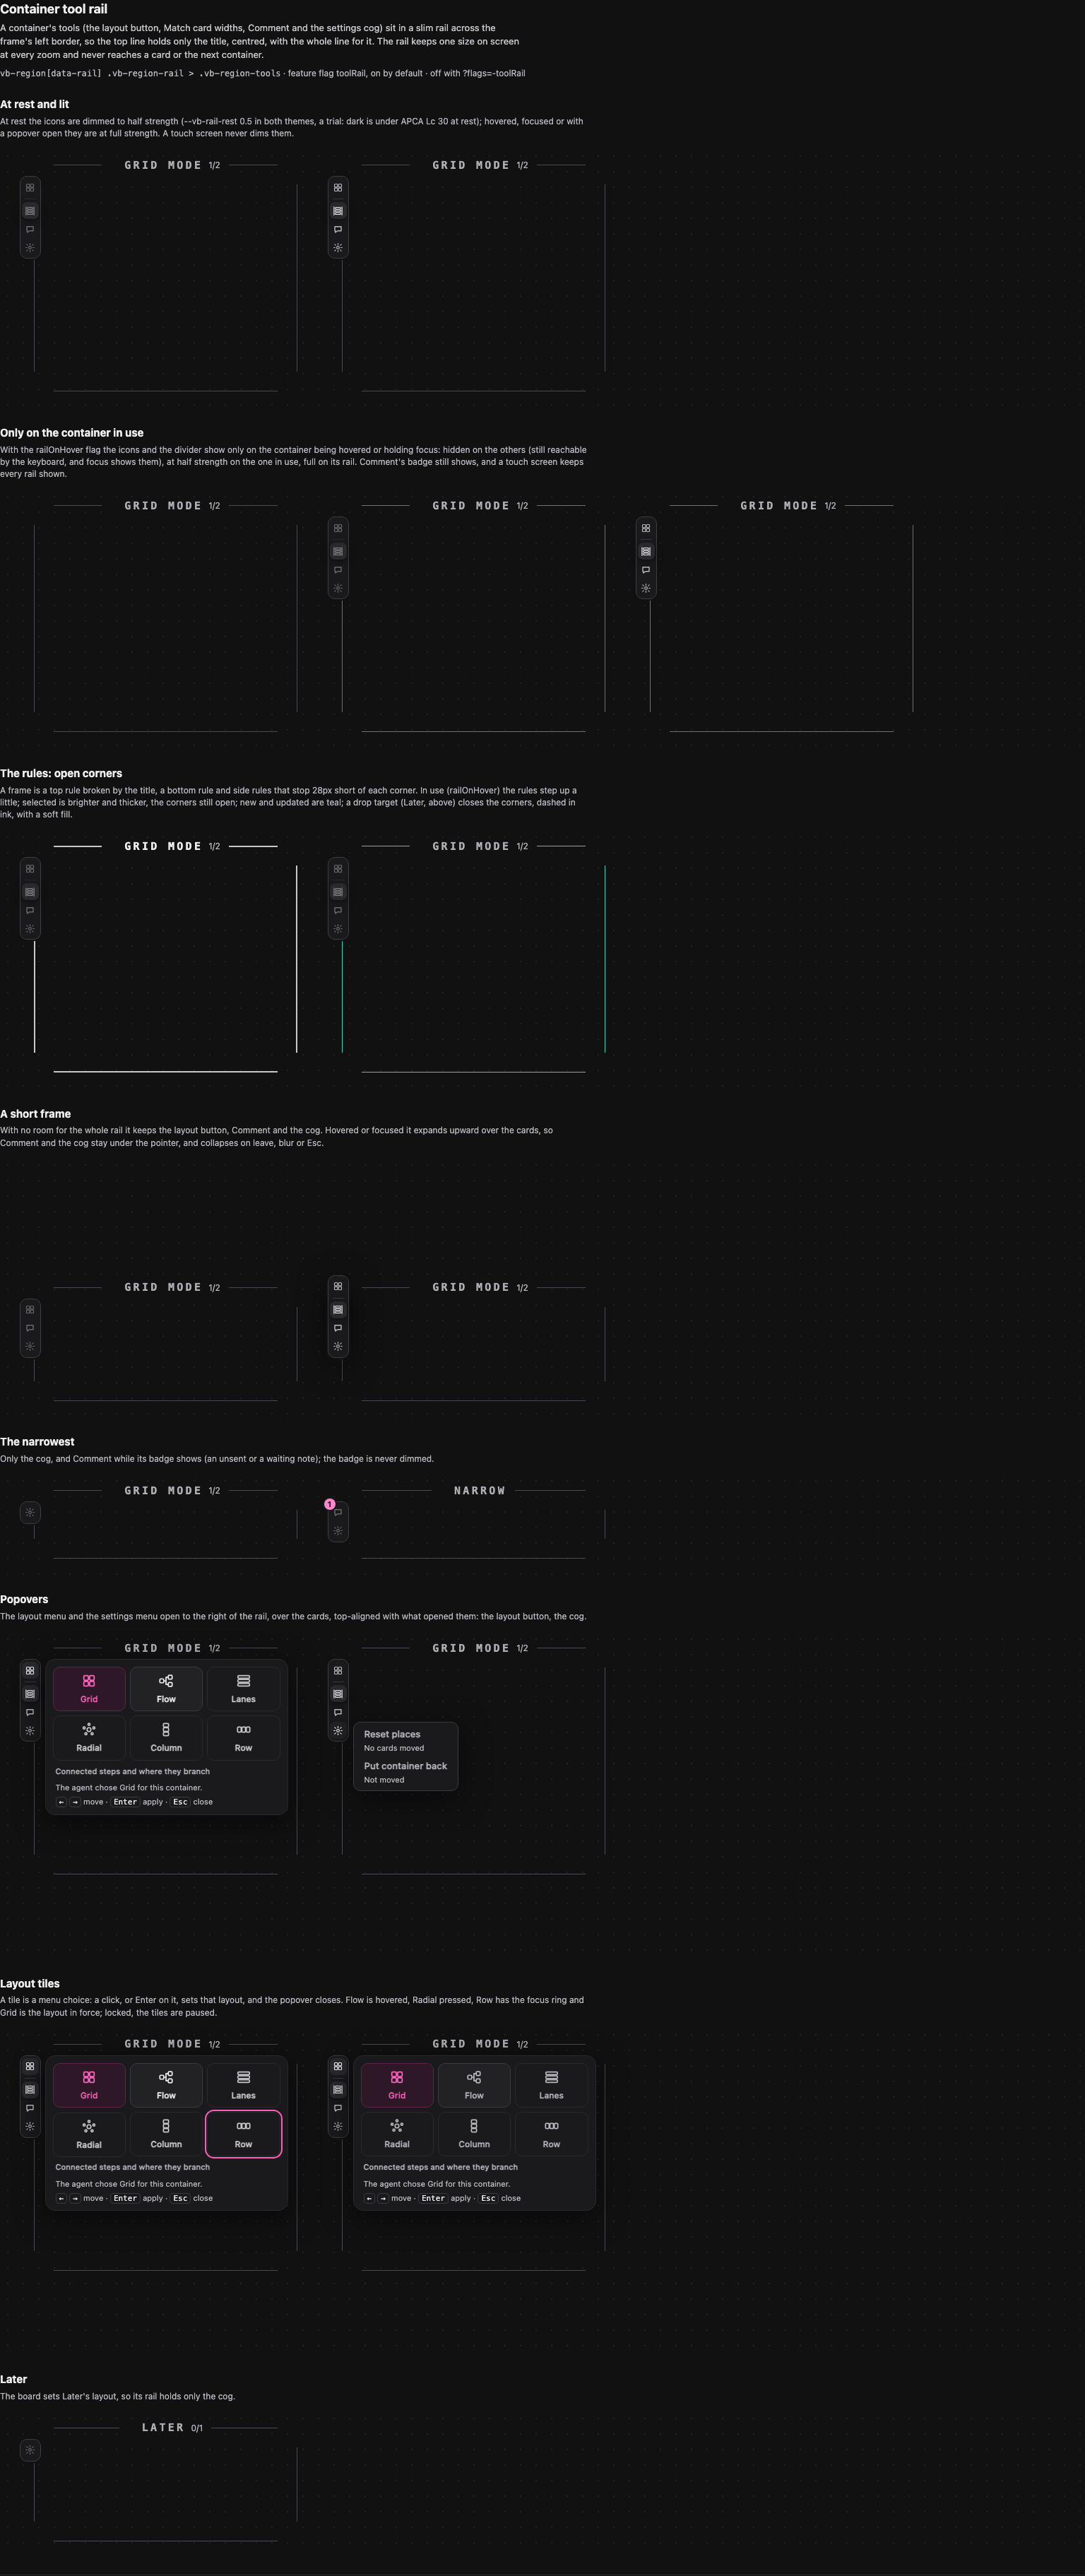 Container tool rail
A container's tools (the layout button, Match card widths, Comment and the settings cog) sit in a slim rail across the
frame's left border, so the top line holds only the title, centred, with the whole line for it. The rail keeps one size on screen
at every zoom and never reaches a card or the next container.
vb-region[data-rail] .vb-region-rail > .vb-region-tools · feature flag toolRail, on by default · off with ?flags=-toolRail
At rest and lit
At rest the icons are dimmed to half strength (--vb-rail-rest 0.5 in both themes, a trial: dark is under APCA Lc 30 at rest); hovered, focused or with
a popover open they are at full strength. A touch screen never dims them.
GRID MODE 1/2
GRID MODE 1/2
Only on the container in use
With the railOnHover flag the icons and the divider show only on the container being hovered or holding focus: hidden on the others (still reachable
by the keyboard, and focus shows them), at half strength on the one in use, full on its rail. Comment's badge still shows, and a touch screen keeps
every rail shown.
GRID MODE 1/2
GRID MODE 1/2
GRID MODE 1/2
The rules: open corners
A frame is a top rule broken by the title, a bottom rule and side rules that stop 28px short of each corner. In use (railOnHover) the rules step up a
little; selected is brighter and thicker, the corners still open; new and updated are teal; a drop target (Later, above) closes the corners, dashed in
ink, with a soft fill.
GRID MODE 1/2
GRID MODE 1/2
A short frame
With no room for the whole rail it keeps the layout button, Comment and the cog. Hovered or focused it expands upward over the cards, so
Comment and the cog stay under the pointer, and collapses on leave, blur or Esc.
GRID MODE 1/2
GRID MODE 1/2
The narrowest
Only the cog, and Comment while its badge shows (an unsent or a waiting note); the badge is never dimmed.
GRID MODE 1/2
1
NARROW
Popovers
The layout menu and the settings menu open to the right of the rail, over the cards, top-aligned with what opened them: the layout button, the cog.
GRID MODE 1/2
Grid
Flow
Lanes
Radial
Column
Row
Connected steps and where they branch
The agent chose Grid for this container.
← → move · Enter apply · Esc close
GRID MODE 1/2
Reset places
No cards moved
Put container back
Not moved
Layout tiles
A tile is a menu choice: a click, or Enter on it, sets that layout, and the popover closes. Flow is hovered, Radial pressed, Row has the focus ring and
Grid is the layout in force; locked, the tiles are paused.
GRID MODE 1/2
Grid
Flow
Lanes
Radial
Column
Row
Connected steps and where they branch
The agent chose Grid for this container.
← → move · Enter apply · Esc close
GRID MODE 1/2
Grid
Flow
Lanes
Radial
Column
Row
Connected steps and where they branch
The agent chose Grid for this container.
← → move · Enter apply · Esc close
Later
The board sets Later's layout, so its rail holds only the cog.
LATER 0/1